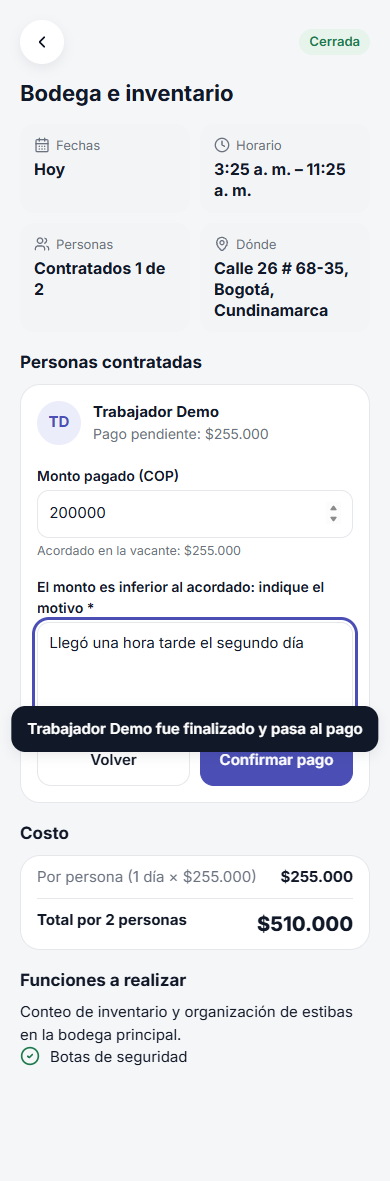 Cerrada
Bodega e inventario
Fechas
Hoy
Horario
3:25 a. m. – 11:25
a. m.
Personas
Contratados 1 de
2
Dónde
Calle 26 # 68-35,
Bogotá,
Cundinamarca
Personas contratadas
TD
Trabajador Demo
Pago pendiente: $255.000
Monto pagado (COP)
200000
Acordado en la vacante: $255.000
El monto es inferior al acordado: indique el
motivo *
Llegó una hora tarde el segundo día
Trabajador Demo fue finalizado y pasa al pago
Volver
Confirmar pago
Costo
Por persona (1 día × $255.000)
$255.000
Total por 2 personas
$510.000
Funciones a realizar
Conteo de inventario y organización de estibas
en la bodega principal.
Botas de seguridad